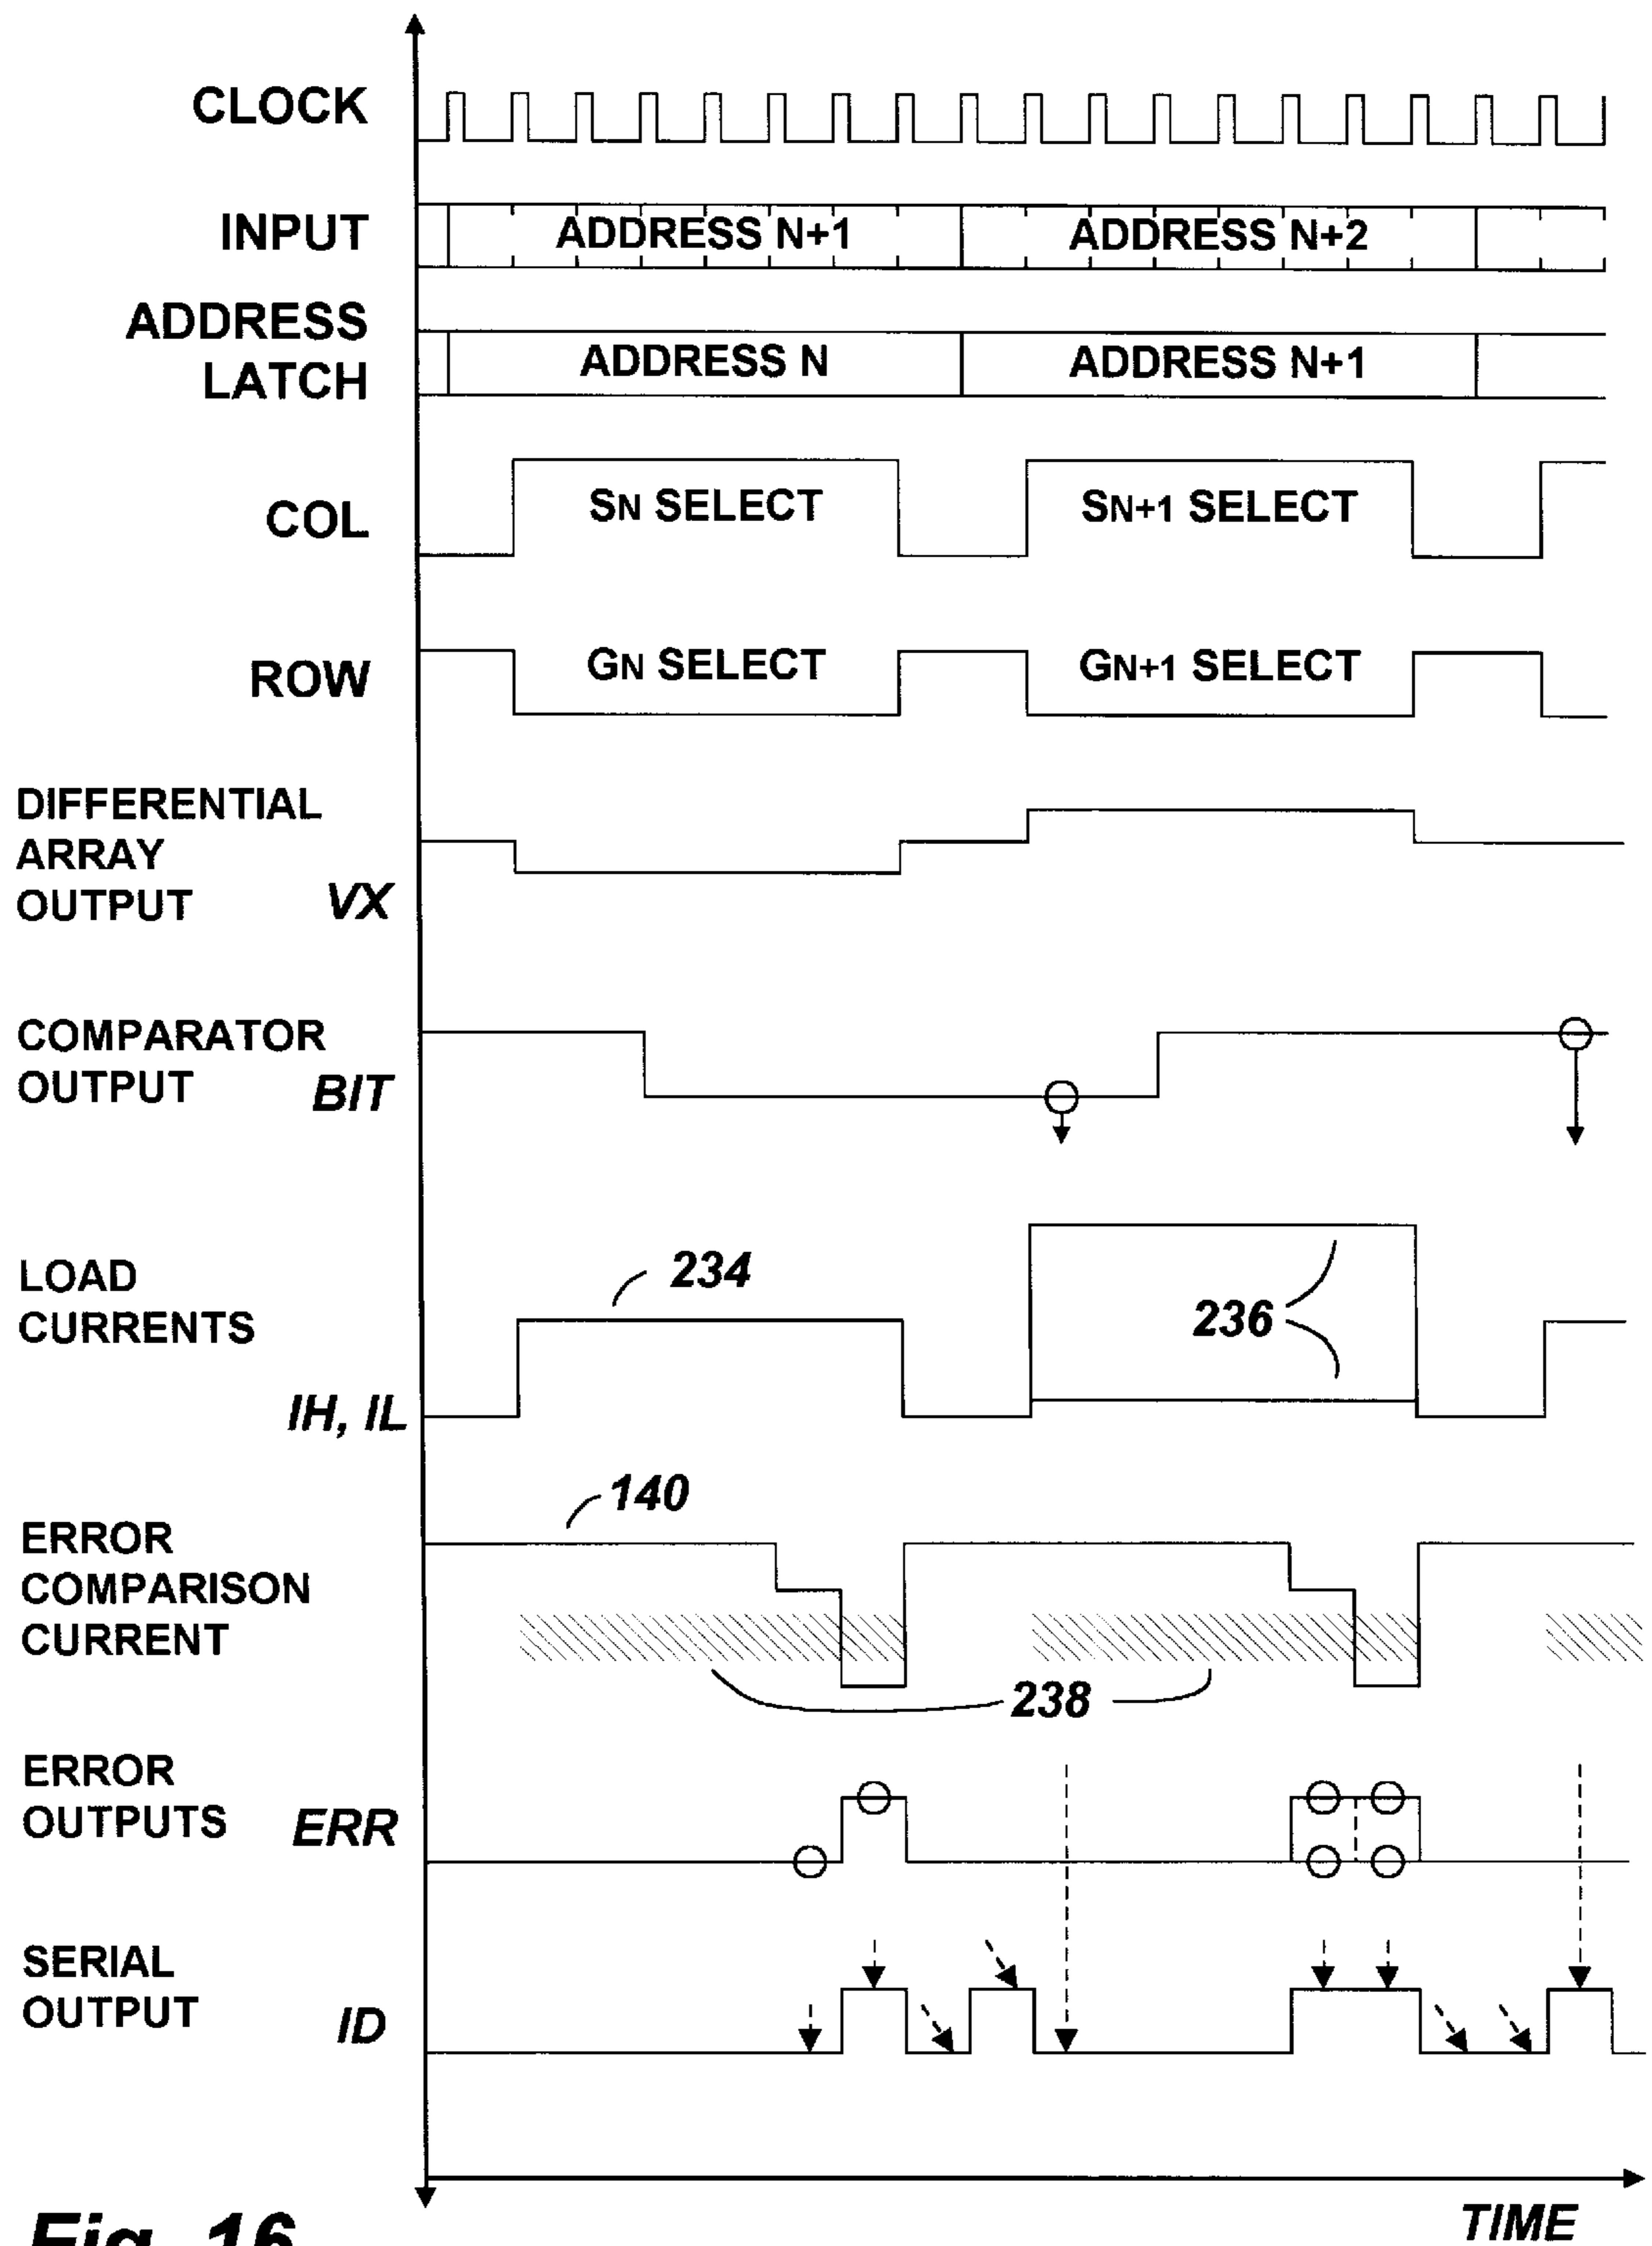 CLOCK
INPUT
ADDRESS N+1
ADDRESS N+2
ADDRESS
LATCH
ADDRESS N
ADDRESS N+1
COL
SN SELECT
SN+1 SELECT
ROW
GN SELECT
GN+1 SELECT
DIFFERENTIAL
ARRAY
OUTPUT VX
COMPARATOR
OUTPUT BIT
LOAD
CURRENTS
IH, IL
234
236
ERROR
COMPARISON
CURRENT
140
238
ERROR
OUTPUTS ERR
SERIAL
OUTPUT ID
TIME
Fig. 16